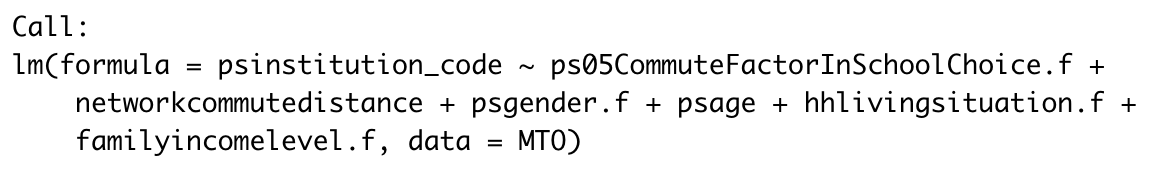 Call:
lm(formula = psinstitution_code ~ ps05CommuteFactorInSchoolChoice.f +
    networkcommutedistance + psgender.f + psage + hhlivingsituation.f +
    familyincomelevel.f, data = MTO)